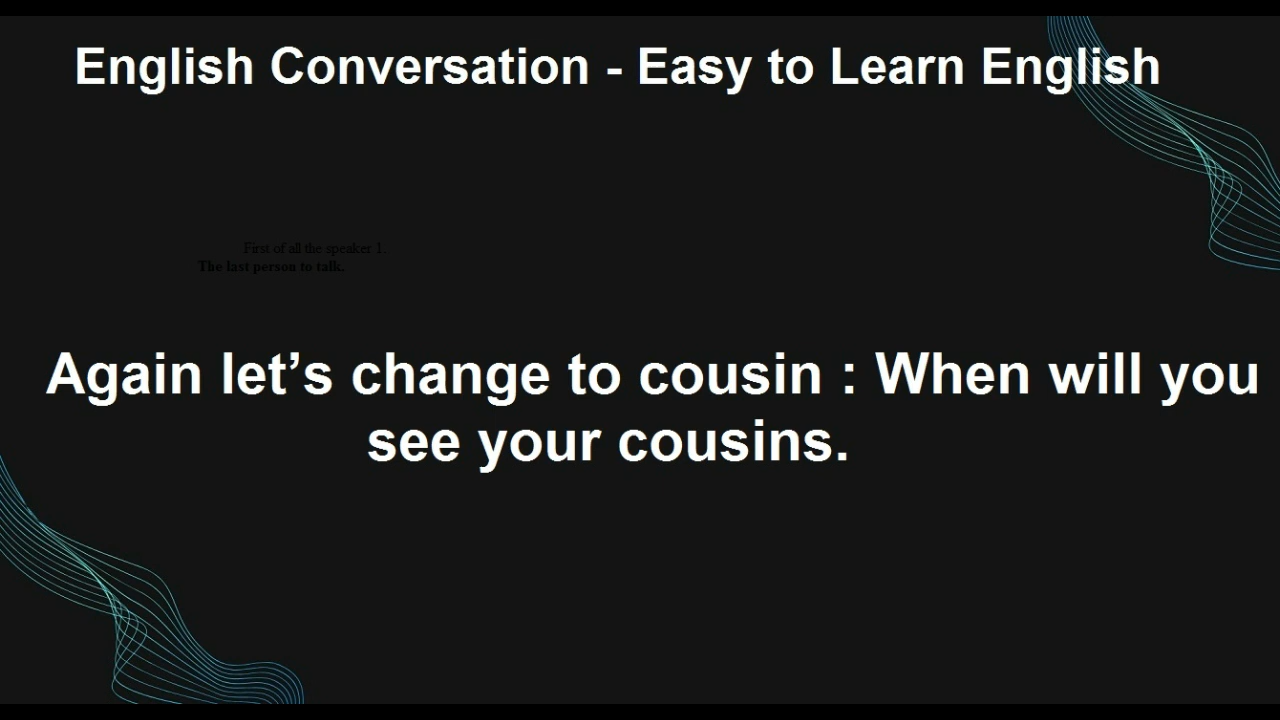 English Conversation - Easy to Learn English
First of all the speaker 1.
The last person to talk.
Again let’s change to cousin : When will you
see your cousins.